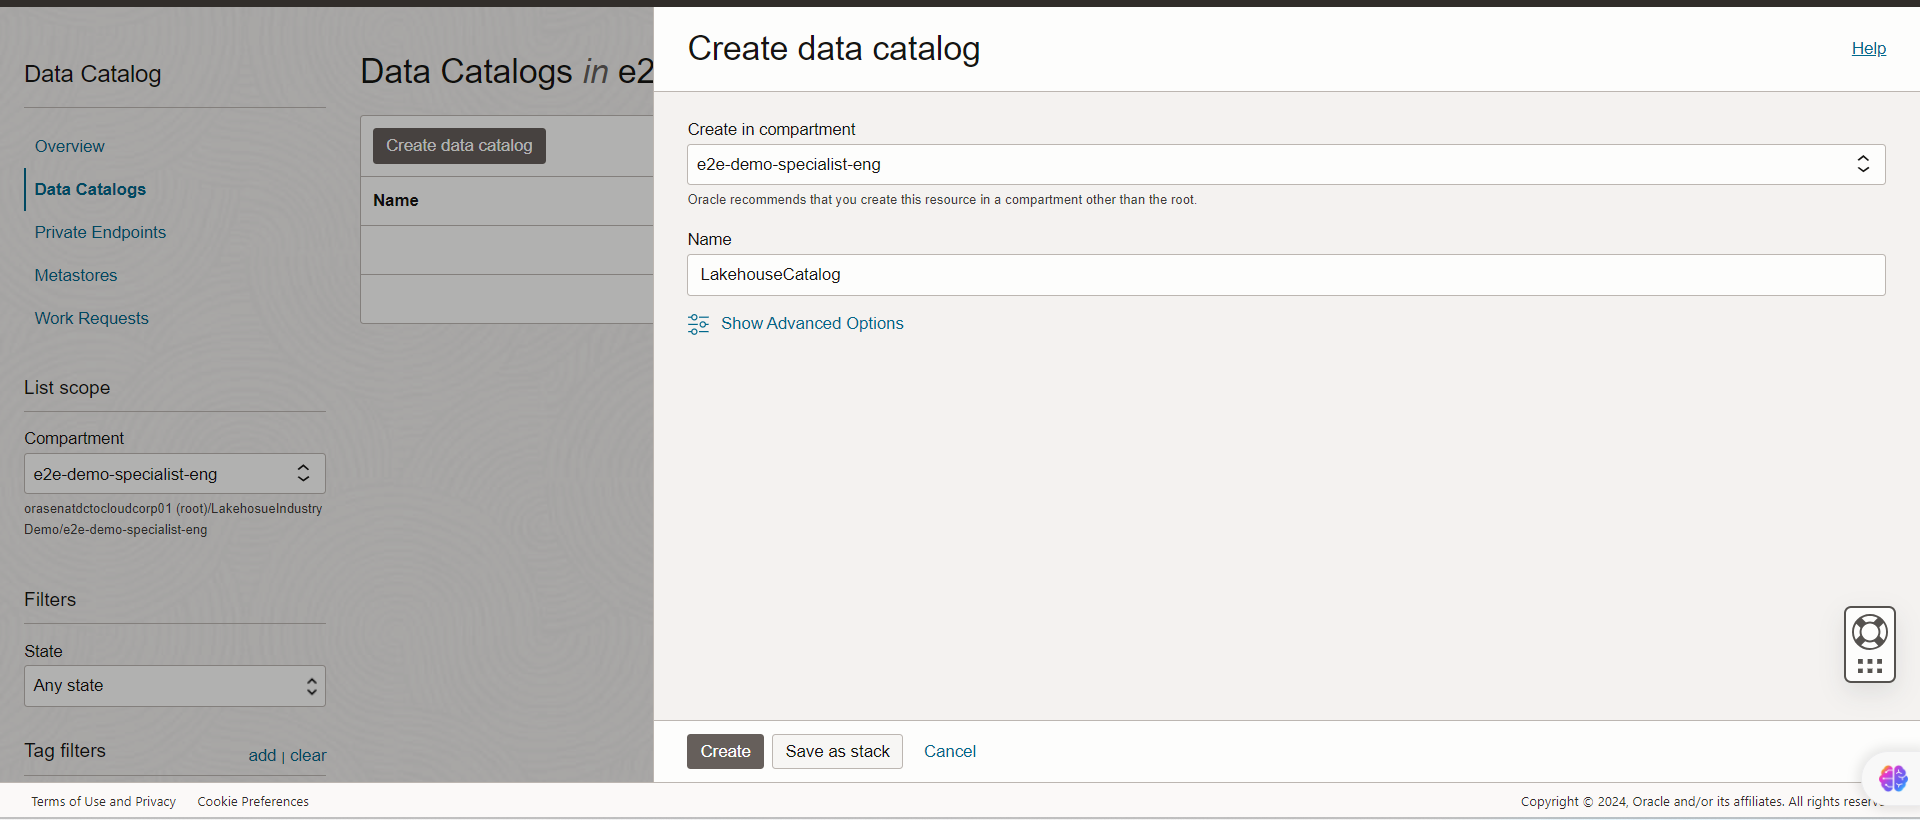 Data Catalog
Overview
Data Catalogs
Private Endpoints
Metastores
Work Requests
List scope
Compartment
e2e-demo-specialist-eng
orasenatdctocloudcorp01 (root)/LakehosueIndustry
Demo/e2e-demo-specialist-eng
Filters
State
Any state
Tag filters
add | clear
Data Catalogs in e2
Create data catalog
Name
Create data catalog
Help
Create in compartment
e2e-demo-specialist-eng
Oracle recommends that you create this resource in a compartment other than the root.
Name
LakehouseCatalog
Show Advanced Options
Create
Save as stack
Cancel
Terms of Use and Privacy
Cookie Preferences
Copyright © 2024, Oracle and/or its affiliates. All rights